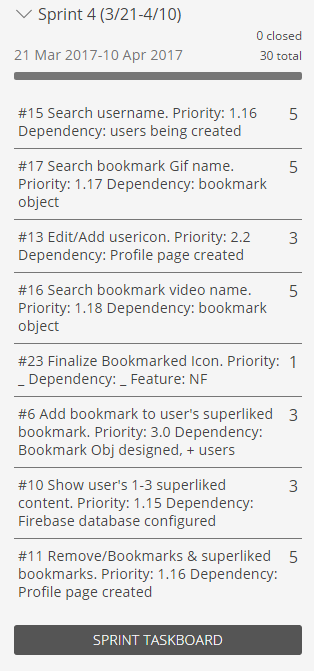 Sprint 4 (3/21-4/10)
0 closed
21 Mar 2017-10 Apr 2017
30 total
#15 Search username. Priority: 1.16 5
Dependency: users being created
#17 Search bookmark Gif name. 5
Priority: 1.17 Dependency: bookmark
object
#13 Edit/Add usericon. Priority: 2.2 3
Dependency: Profile page created
#16 Search bookmark video name. 5
Priority: 1.18 Dependency: bookmark
object
#23 Finalize Bookmarked Icon. Priority: 1
_ Dependency: _ Feature: NF
#6 Add bookmark to user's superliked 3
bookmark. Priority: 3.0 Dependency:
Bookmark Obj designed, + users
#10 Show user's 1-3 superliked 3
content. Priority: 1.15 Dependency:
Firebase database configured
#11 Remove/Bookmarks & superliked 5
bookmarks. Priority: 1.16 Dependency:
Profile page created
SPRINT TASKBOARD